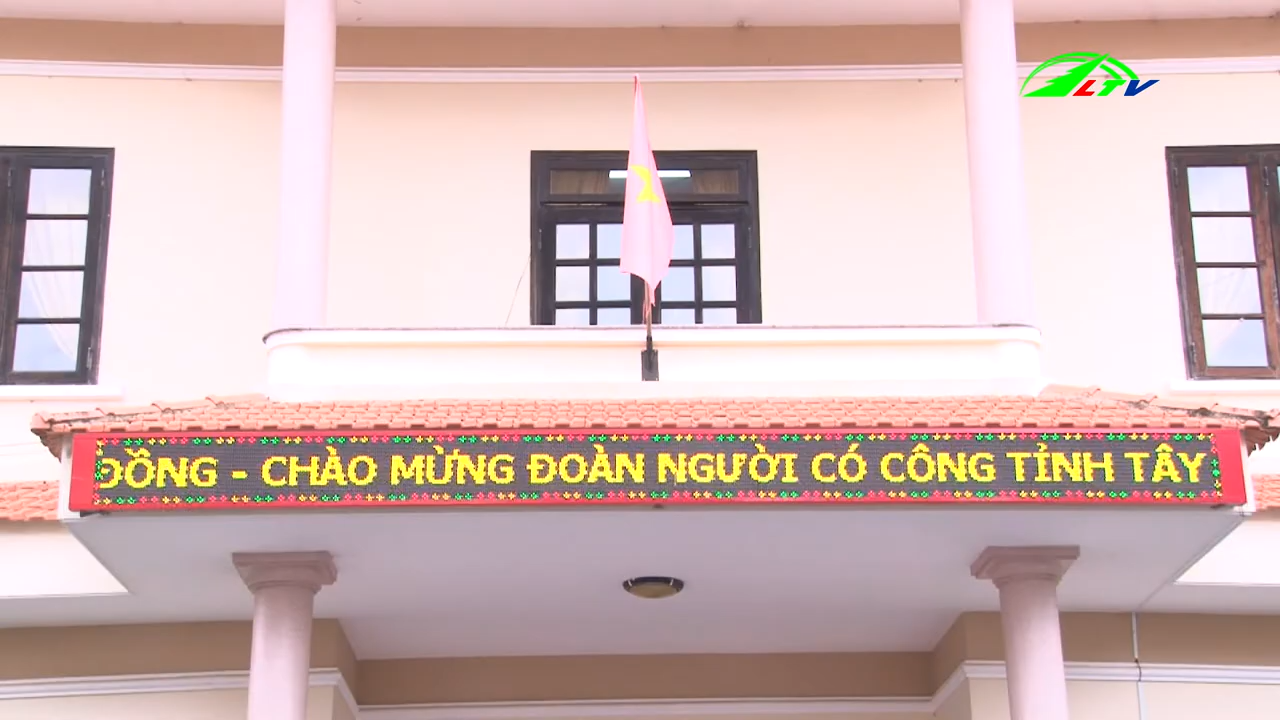 LTV
ĐỒNG - CHÀO MỪNG ĐOÀN NGƯỜI CÓ CÔNG TỈNH TÂY